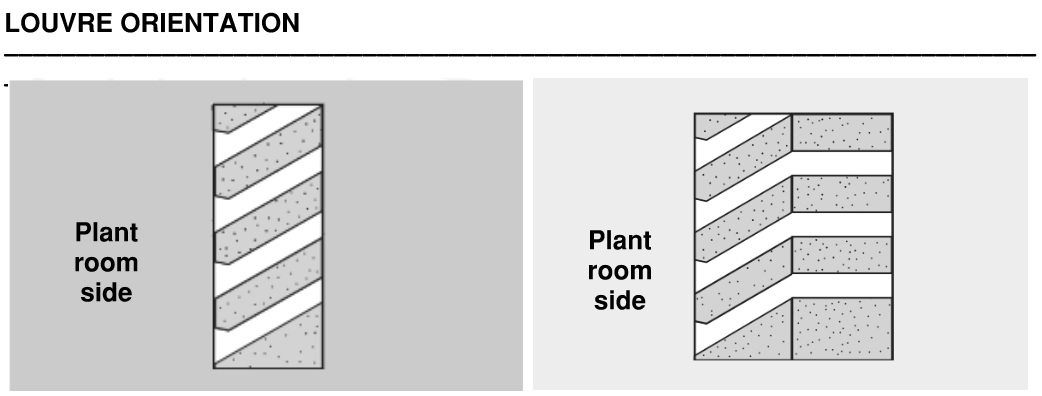 LOUVRE ORIENTATION
Plant
room
side
Plant
room
side